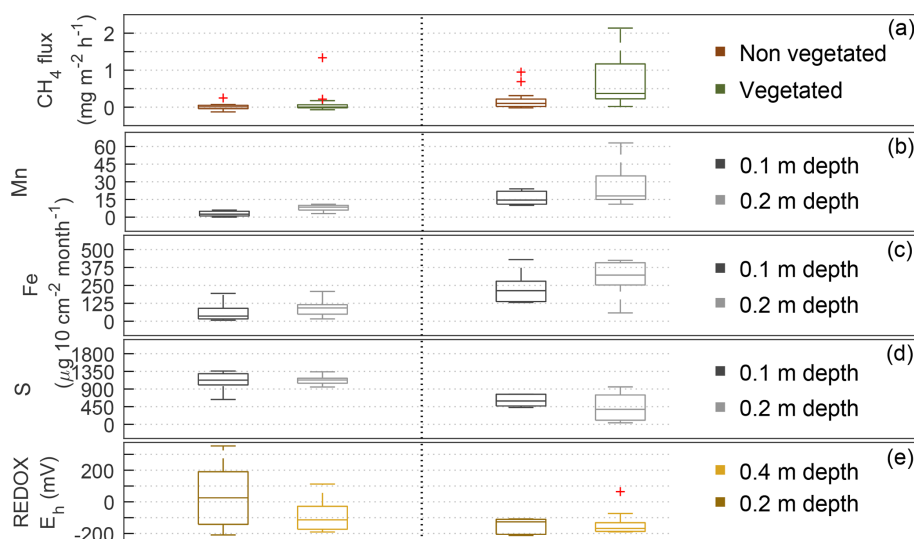 (a)
CH4 flux
(mg m−2 h−1)
2
1
0
Non vegetated
Vegetated
(b)
Mn
60
45
30
15
0
0.1 m depth
0.2 m depth
(c)
Fe
500
375
250
125
0
0.1 m depth
0.2 m depth
(μg 10 cm−2 month−1)
(d)
S
1800
1350
900
450
0
0.1 m depth
0.2 m depth
(e)
REDOX
Eh (mV)
200
0
-200
0.4 m depth
0.2 m depth